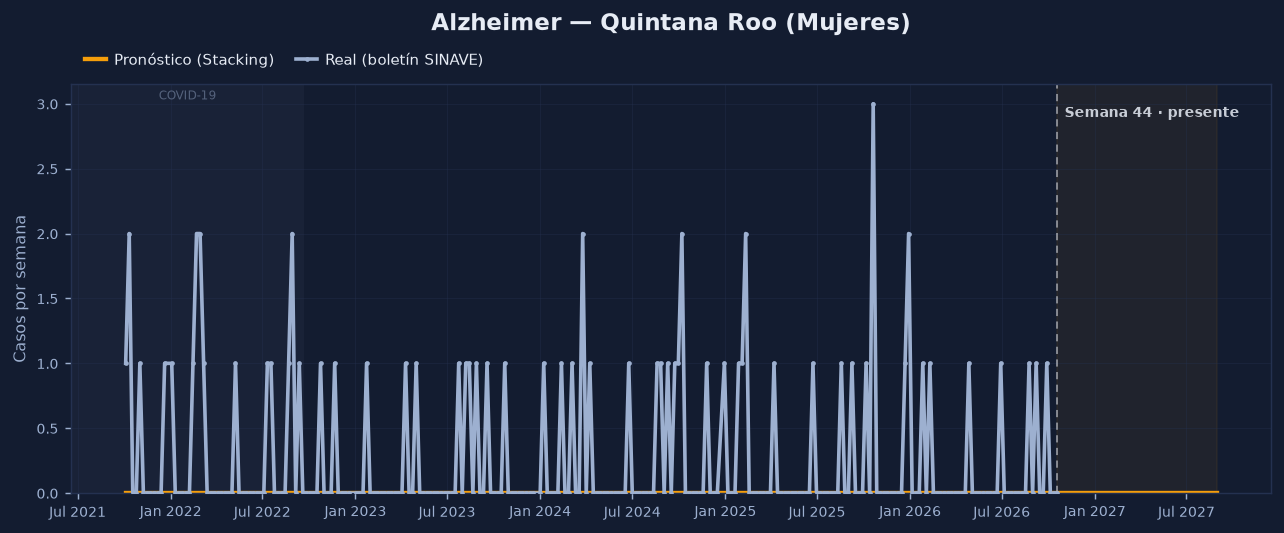 Alzheimer — Quintana Roo (Mujeres)
Pronóstico (Stacking) Real (boletín SINAVE)
COVID-19
Semana 44 · presente
Casos por semana
3.0
2.5
2.0
1.5
1.0
0.5
0.0
Jul 2021 Jan 2022 Jul 2022 Jan 2023 Jul 2023 Jan 2024 Jul 2024 Jan 2025 Jul 2025 Jan 2026 Jul 2026 Jan 2027 Jul 2027